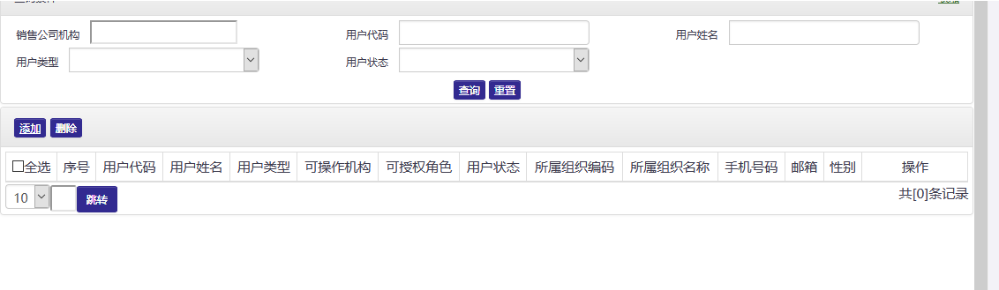 销售公司机构 用户代码 用户姓名
用户类型 用户状态
查询 重置
添加 删除
全选 序号 用户代码 用户姓名 用户类型 可操作机构 可授权角色 用户状态 所属组织编码 所属组织名称 手机号码 邮箱 性别 操作
10 跳转 共[0]条记录